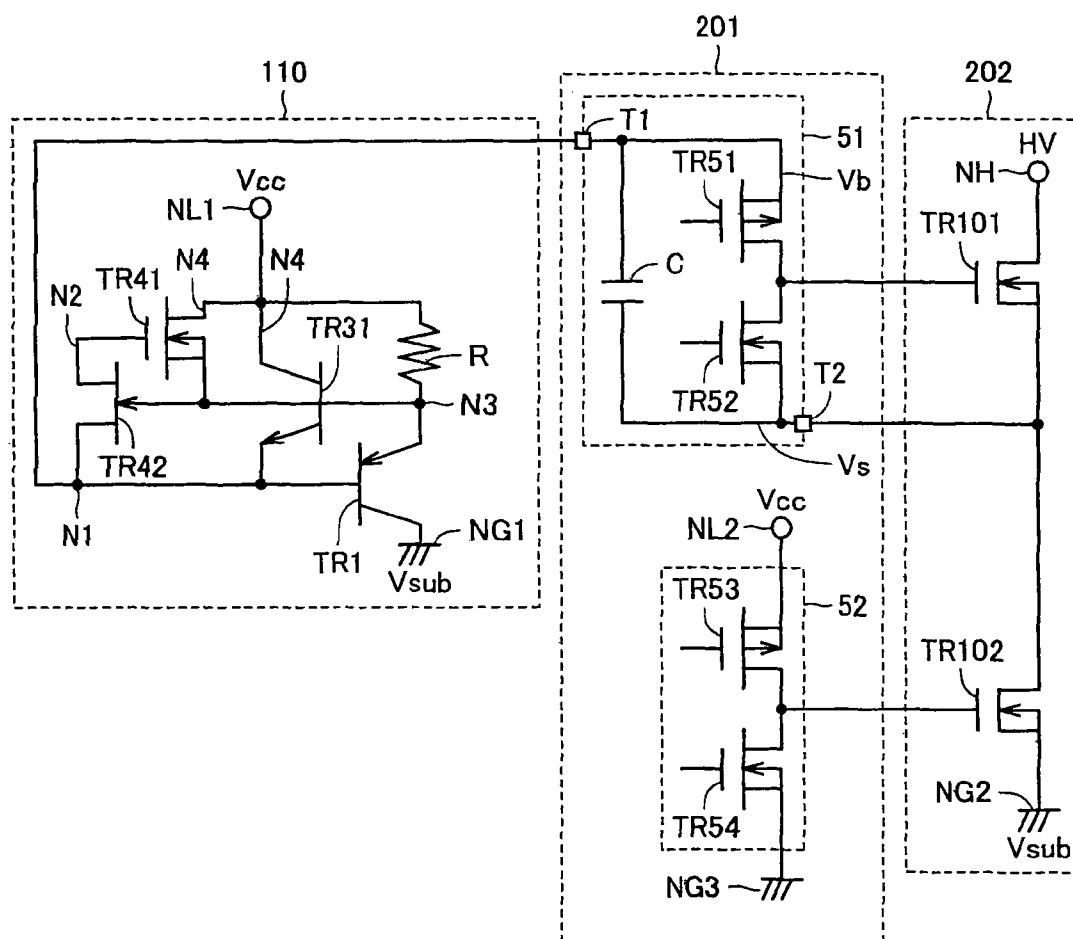 201
110
202
T1
51
HV
TR51
Vb
NH
Vcc
NL1
TR101
N4
N4
TR41
C
N2
TR31
R
T2
N3
TR52
TR42
Vs
Vcc
N1
NG1
NL2
TR1
Vsub
TR53
52
TR102
NG2
TR54
Vsub
NG3